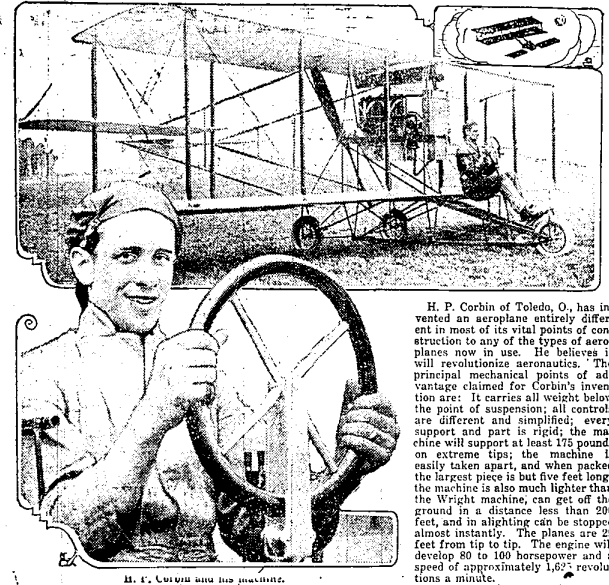 H. P. Corbin of Toledo, O., has in
vented an aeroplane entirely differ
ent in most of its vital points of con
struction to any of the types of aero
planes now in use. He believes i
will revolutionize aeronautics. The
principal mechanical points of ad
vantage claimed for Corbin's inven
tion are: It carries all weight below
the point of suspension; all control
are different and simplified; every
support and part is rigid; the ma
chine will support at least 175 pound
on extreme tips; the machine i
easily taken apart, and when packed
the largest piece is but five feet long
the machine is also much lighter than
the Wright machine, can get off the
ground in a distance less than 20
feet, and in alighting can be stopped
almost instantly. The planes are 2
feet from tip to tip. The engine wil
develop 80 to 100 horsepower and
speed of approximately revolu
tions a minute.
H. P. Corbin and his machine.